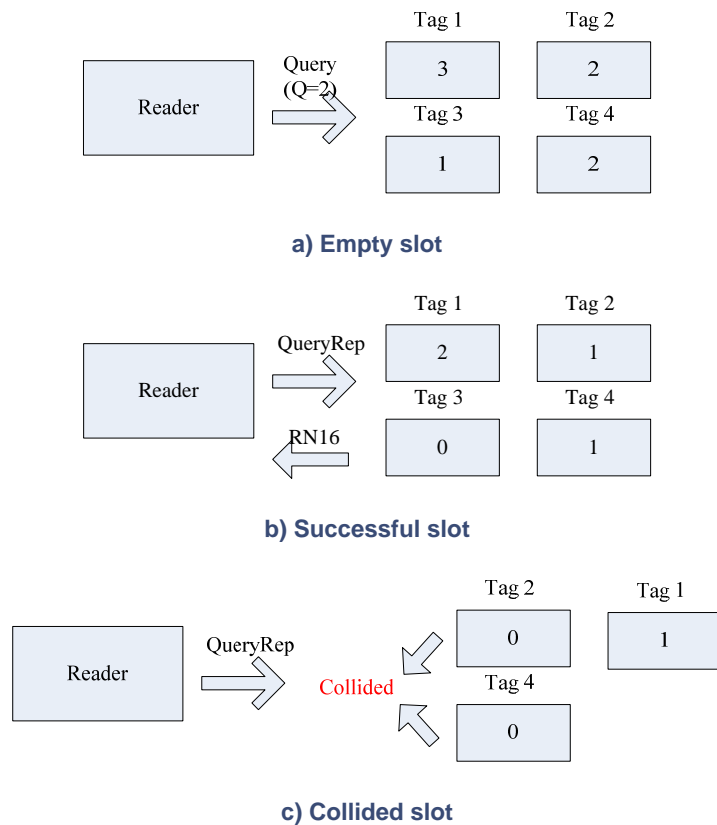 Tag 1 Tag 2
Query
(Q=2)
Reader
3 2
Tag 3 Tag 4
1 2
a) Empty slot
Tag 1 Tag 2
QueryRep
2 1
Reader
Tag 3 Tag 4
RN16
0 1
b) Successful slot
Tag 2 Tag 1
0 1
QueryRep
Reader
Collided
Tag 4
0
c) Collided slot